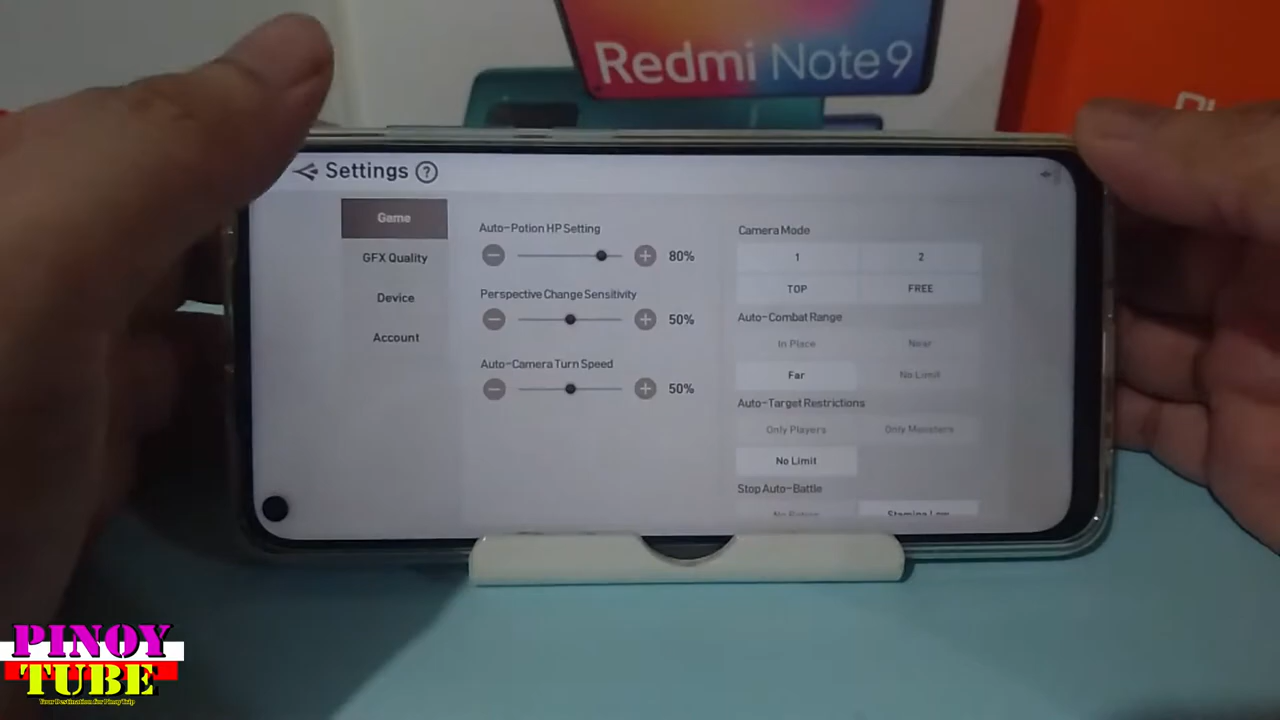 Redmi Note 9
Settings ?
Game
GFX Quality
Device
Account
Auto-Potion HP Setting
80%
Perspective Change Sensitivity
50%
Auto-Camera Turn Speed
50%
Camera Mode
1 2
TOP FREE
Auto-Combat Range
In Place Near
Far No Limit
Auto-Target Restrictions
Only Players Only Monsters
No Limit
Stop Auto-Battle
PINOY
TUBE